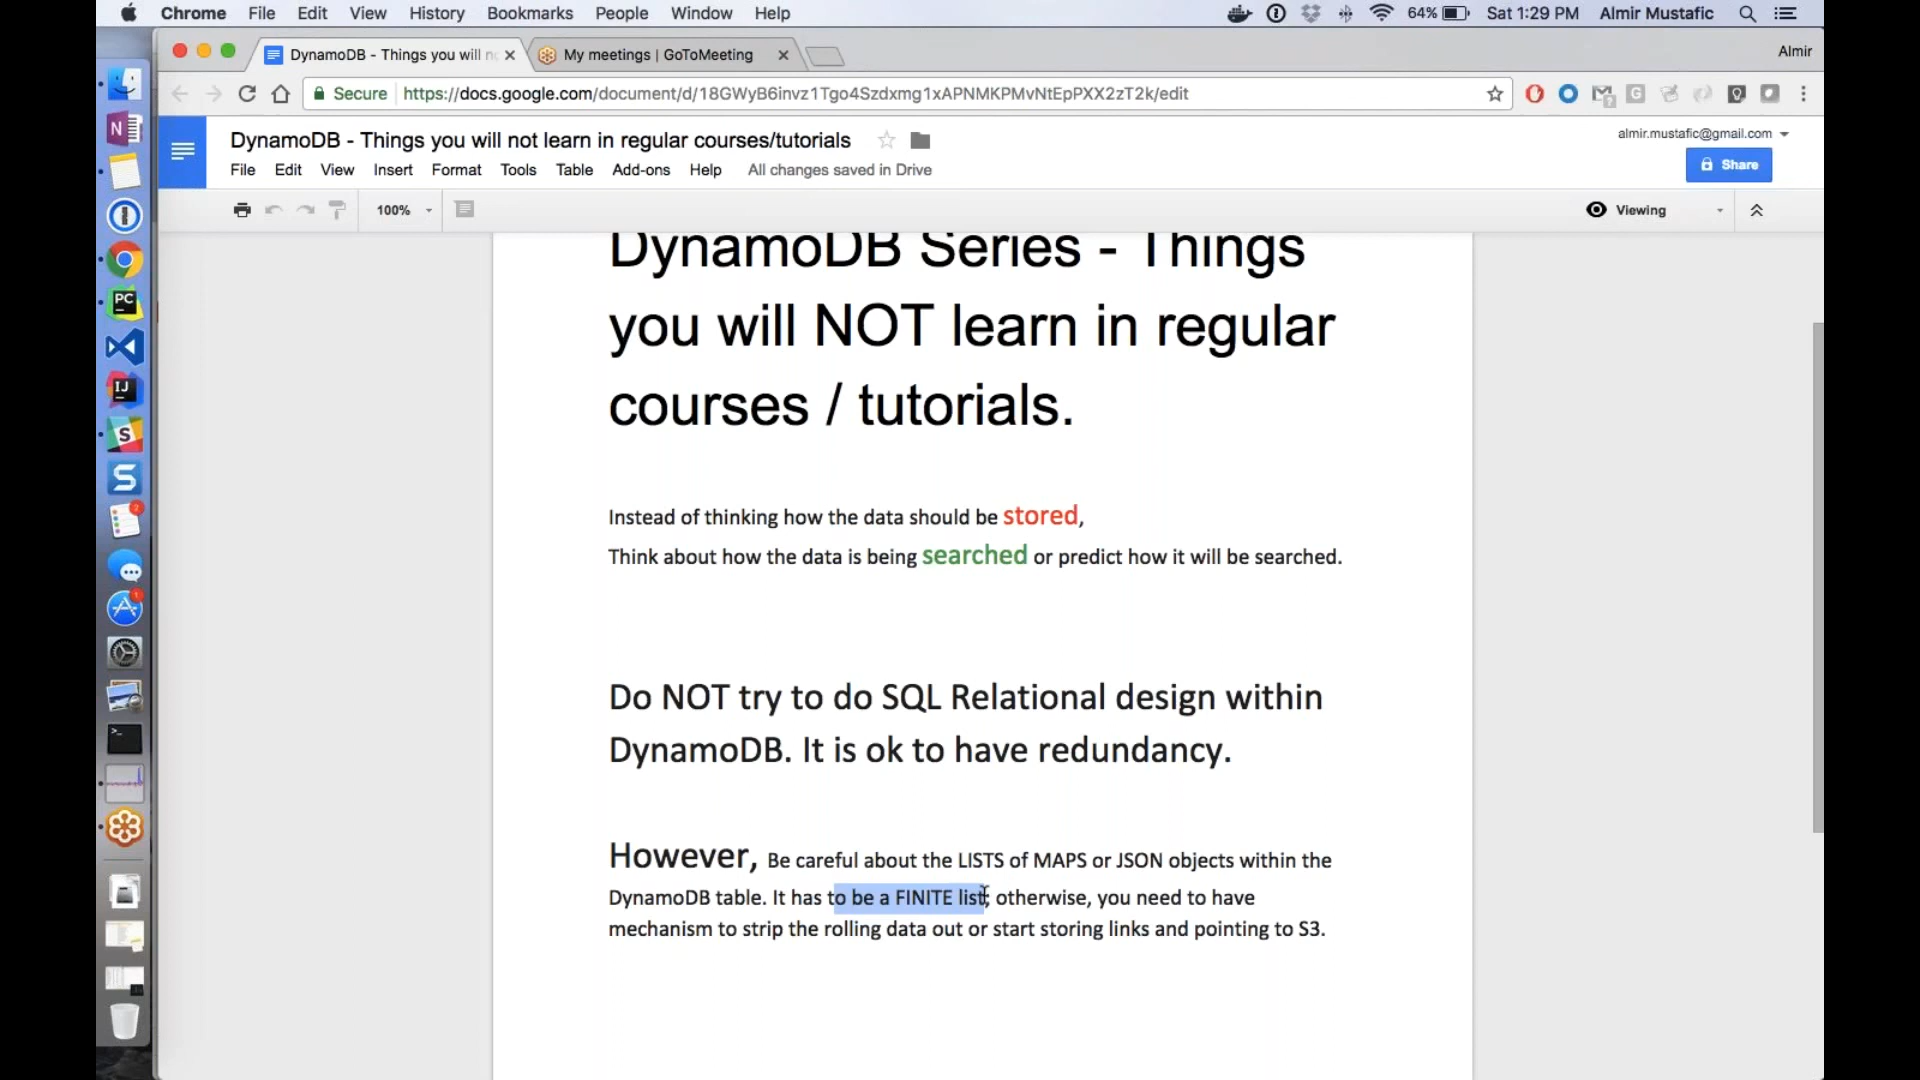 Chrome File Edit View History Bookmarks People Window Help 64% Sat 1:29 PM Almir Mustafic
DynamoDB - Things you will no My meetings | GoToMeeting Almir
Secure https://docs.google.com/document/d/18GWyB6invz1Tgo4Szdxmg1xAPNMKPMvNtEpPXX2zT2k/edit
DynamoDB - Things you will not learn in regular courses/tutorials
almir.mustafic@gmail.com
File Edit View Insert Format Tools Table Add-ons Help All changes saved in Drive
Share
100%
Viewing
DynamoDB Series - Things
you will NOT learn in regular
courses / tutorials.
Instead of thinking how the data should be stored,
Think about how the data is being searched or predict how it will be searched.
Do NOT try to do SQL Relational design within
DynamoDB. It is ok to have redundancy.
However, Be careful about the LISTS of MAPS or JSON objects within the
DynamoDB table. It has to be a FINITE list; otherwise, you need to have
mechanism to strip the rolling data out or start storing links and pointing to S3.
N
PC
IJ
S
S
2
1